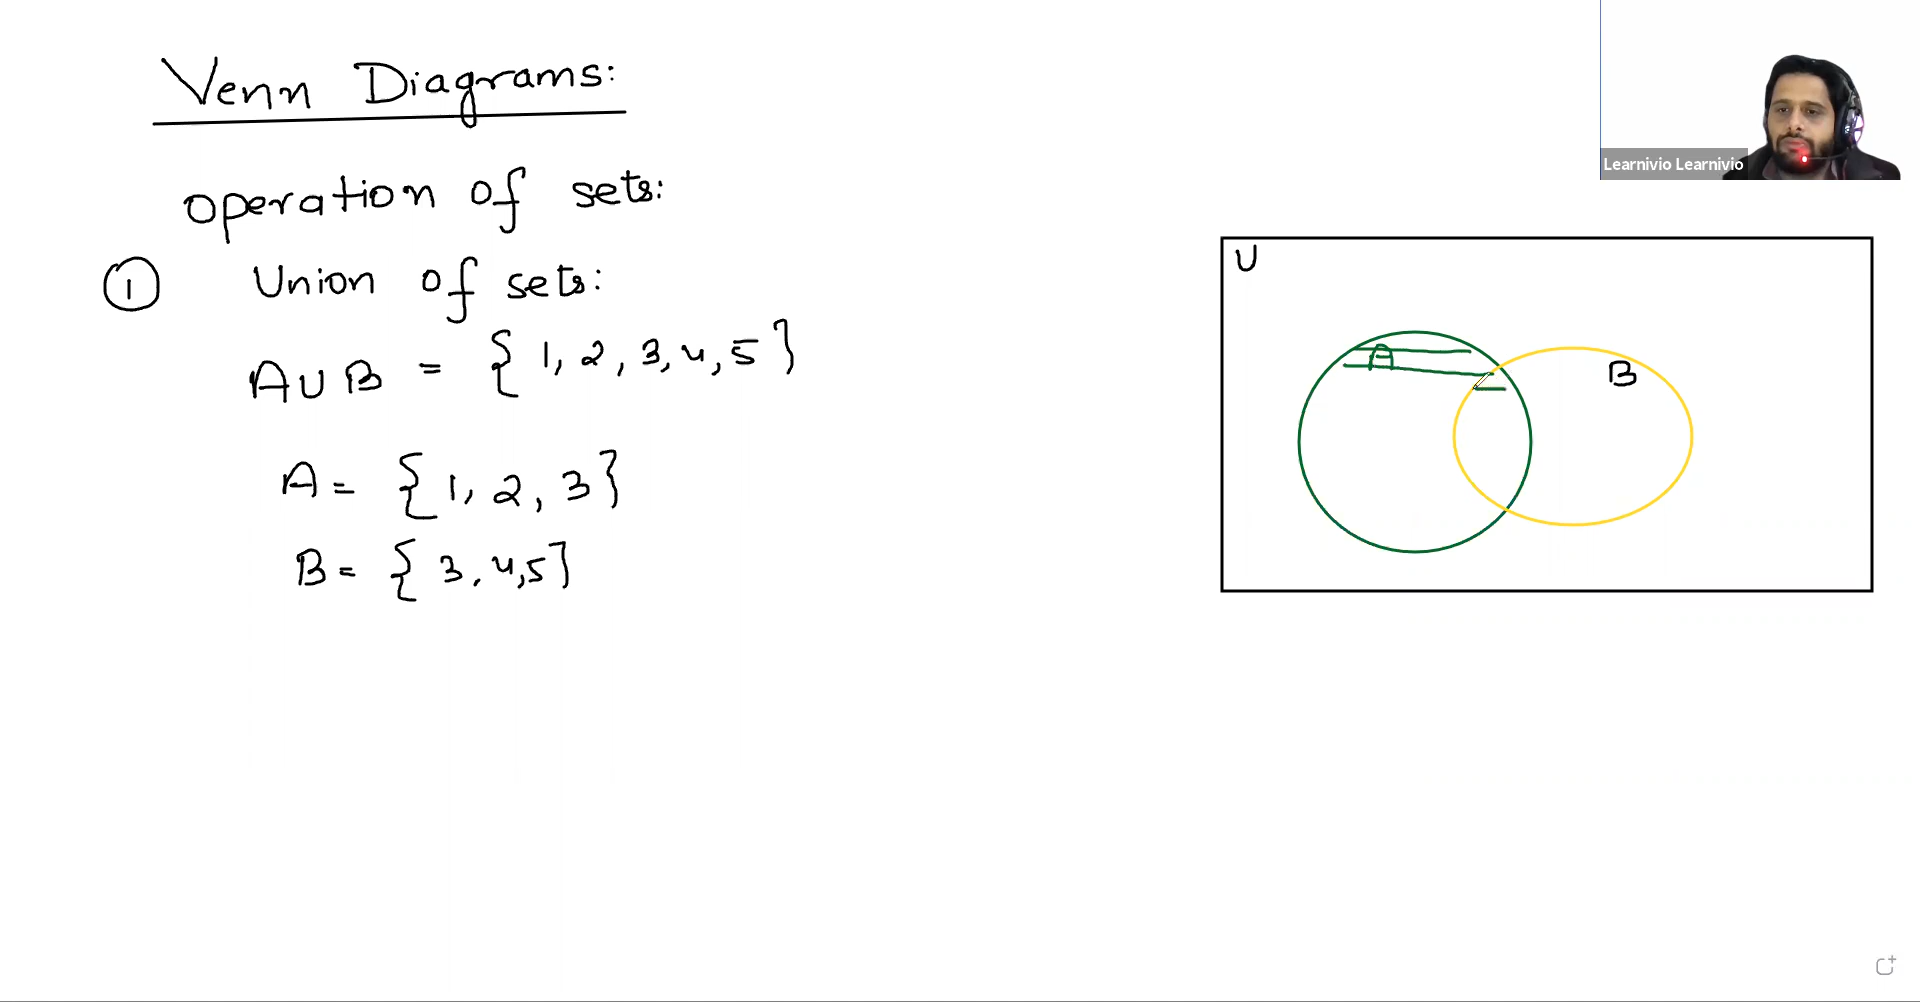 Venn Diagrams:
operation of sets:
① Union of sets:
A∪B = {1, 2, 3, 4, 5}
A = {1, 2, 3}
B = {3, 4, 5}
Learnivio Learnivio
U
A
B